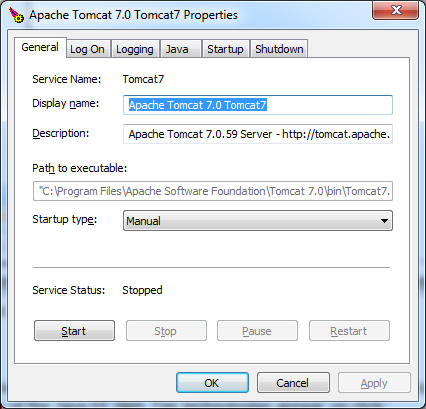 Apache Tomcat 7.0 Tomcat7 Properties
General Log On Logging Java Startup Shutdown
Service Name: Tomcat7
Display name: Apache Tomcat 7.0 Tomcat7
Description: Apache Tomcat 7.0.59 Server - http://tomcat.apache.
Path to executable:
"C:\Program Files\Apache Software Foundation\Tomcat 7.0\bin\Tomcat7.
Startup type: Manual
Service Status: Stopped
Start Stop Pause Restart
OK Cancel Apply